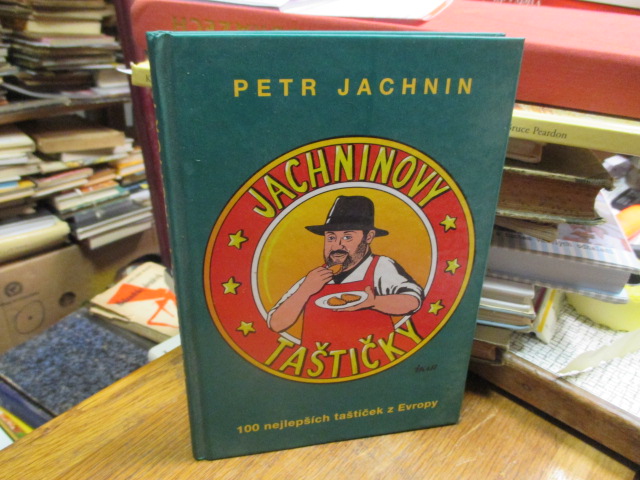 PETR JACHNIN
JACHNINOVY
TAŠTIČKY
100 nejlepších taštiček z Evropy
Bruce Peardon